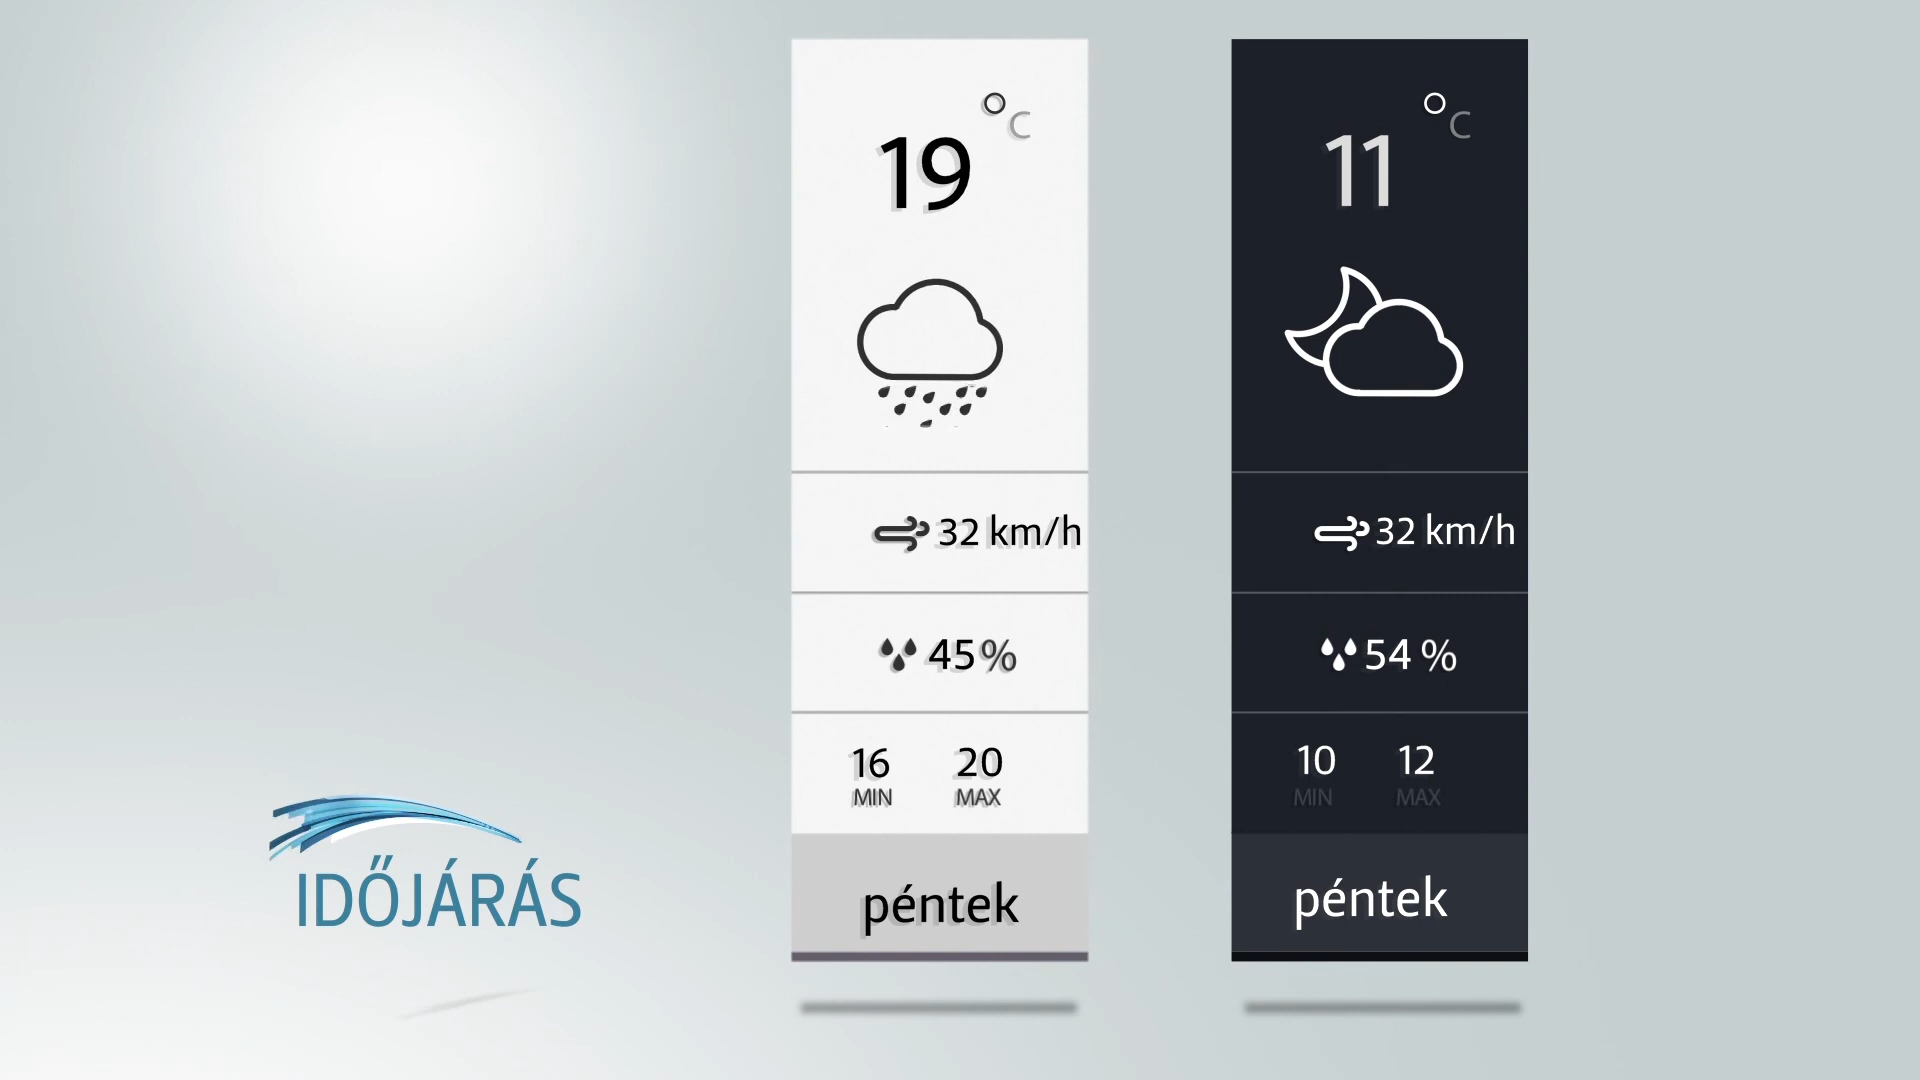 19 °C
32 km/h
45 %
16 20
MIN MAX
péntek
11 °C
32 km/h
54 %
10 12
MIN MAX
péntek
IDŐJÁRÁS